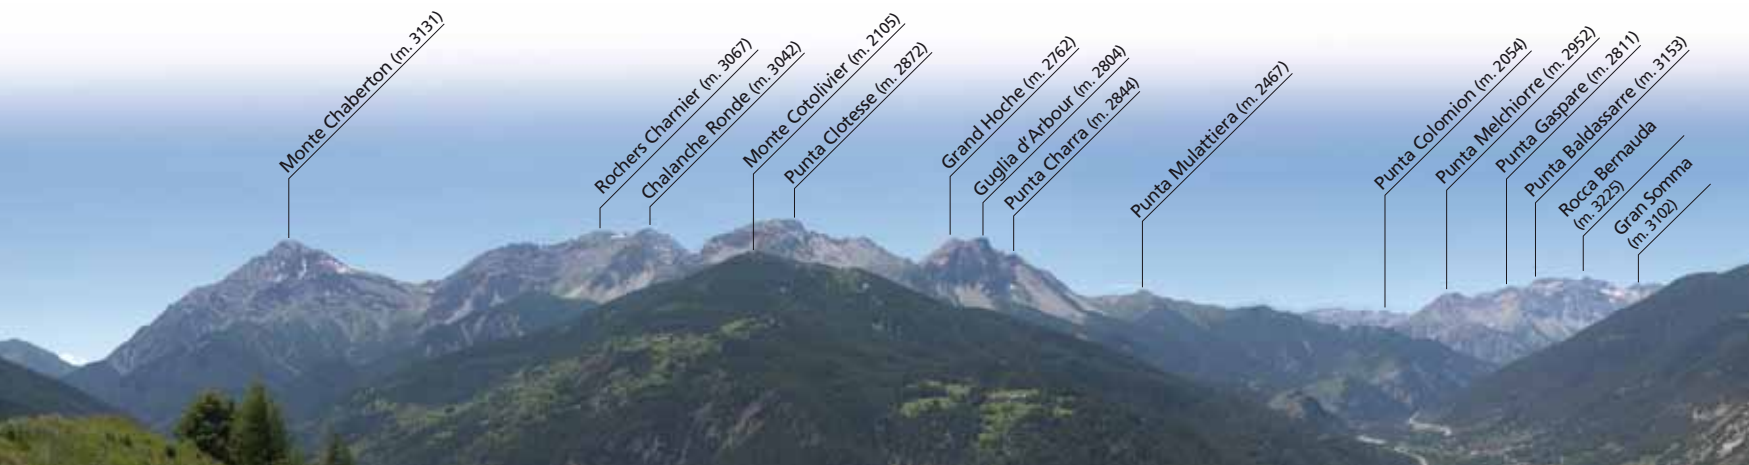 Monte Chaberton (m. 3131)
Rochers Charnier (m. 3067)
Chalanche Ronde (m. 3042)
Monte Cotolivier (m. 2105)
Punta Clotesse (m. 2872)
Grand Hoche (m. 2762)
Guglia d'Arbour (m. 2804)
Punta Charra (m. 2844)
Punta Mulattiera (m. 2467)
Punta Colomion (m. 2054)
Punta Melchiorre (m. 2952)
Punta Gaspare (m. 2811)
Punta Baldassarre (m. 3153)
Rocca Bernauda
(m. 3225)
Gran Somma
(m. 3102)